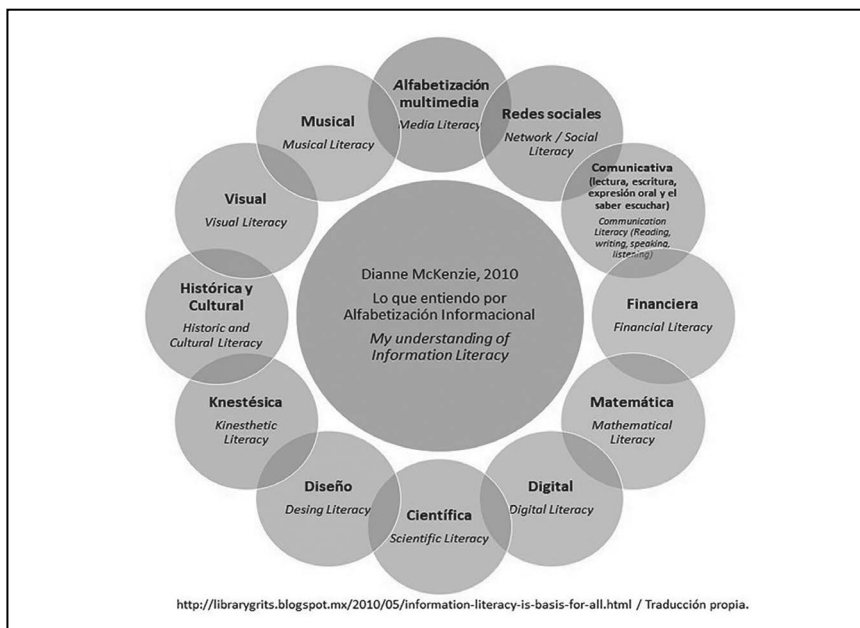 Alfabetización
multimedia
Media Literacy
Redes sociales
Network / Social
Literacy
Comunicativa
(lectura, escritura,
expresión oral y el
saber escuchar)
Communication
Literacy (Reading,
writing, speaking,
listening)
Financiera
Financial Literacy
Matemática
Mathematical
Literacy
Digital
Digital Literacy
Científica
Scientific Literacy
Diseño
Desing Literacy
Knestésica
Kinesthetic
Literacy
Histórica y
Cultural
Historic and
Cultural Literacy
Visual
Visual Literacy
Musical
Musical Literacy
Dianne McKenzie, 2010
Lo que entiendo por
Alfabetización Informacional
My understanding of
Information Literacy
http://librarygrits.blogspot.mx/2010/05/information-literacy-is-basis-for-all.html / Traducción propia.